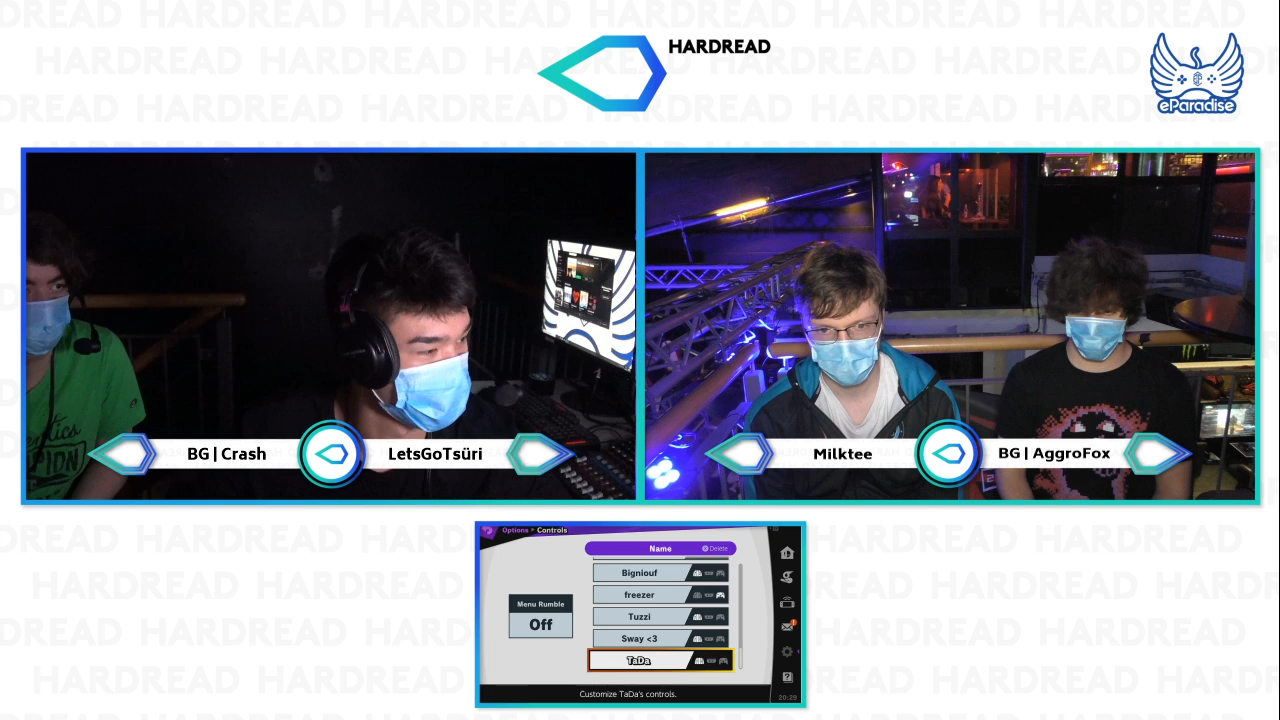 HARDREAD
eParadise
BG | Crash
LetsGoTsüri
Milktee
BG | AggroFox
Options > Controls
Name
Delete
Bigniouf
freezer
Tuzzi
Sway <3
TaDa
Menu Rumble
Off
Customize TaDa's controls.
20:29